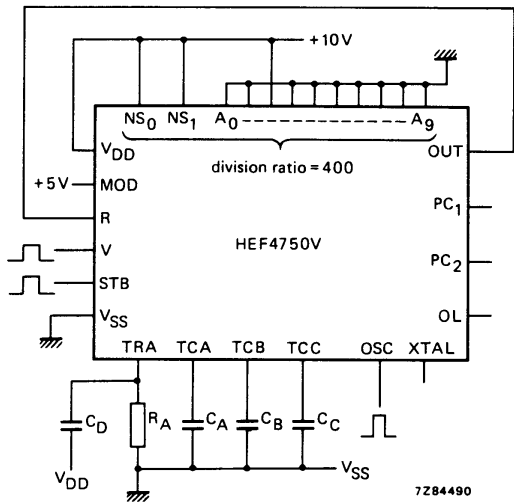 +10V
NS0 NS1 A0 A9
VDD
division ratio = 400
OUT
+5V MOD
R
PC1
HEF4750V
V
PC2
STB
OL
VSS
TRA TCA TCB TCC OSC XTAL
CD RA CA CB CC
VDD
VSS
7Z84490